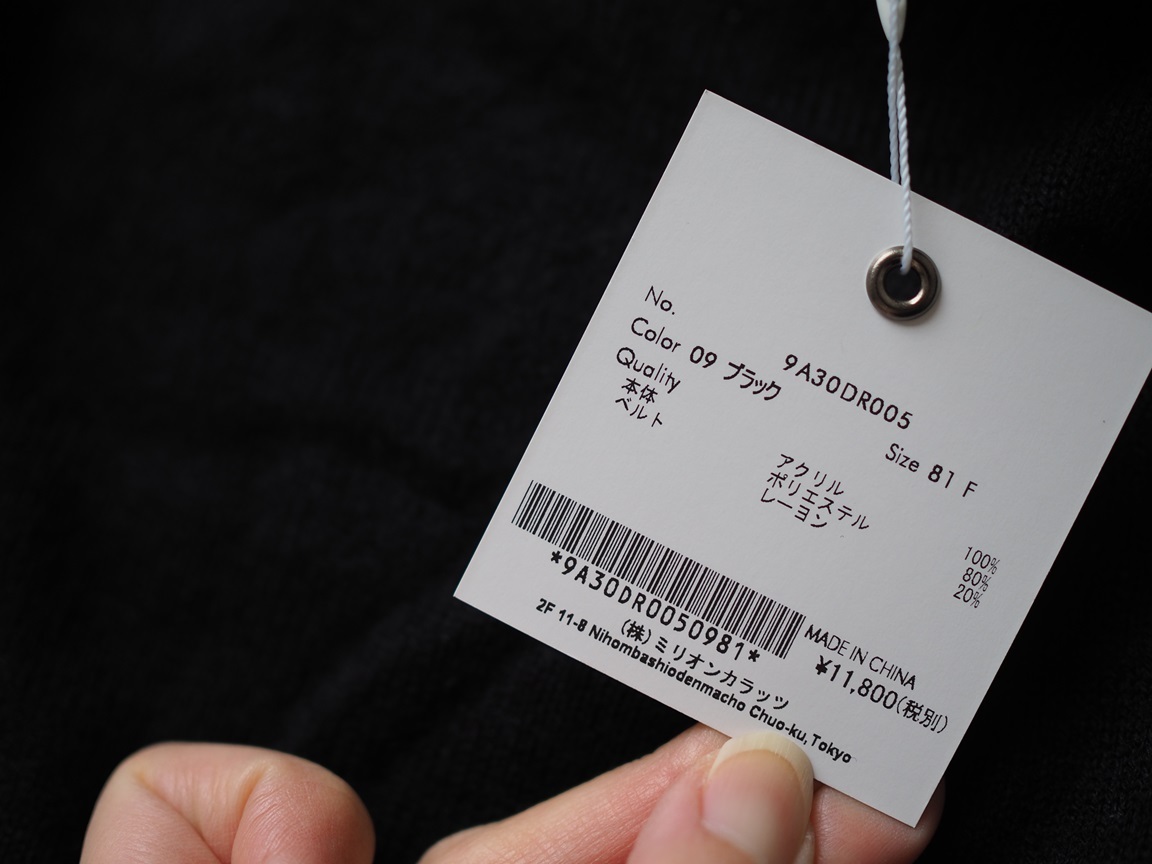 No. 9A30DR005
Color 09 ブラック Size 81 F
Quality
本体 アクリル 100%
ベルト ポリエステル 80%
レーヨン 20%
*9A30DR0050981*
MADE IN CHINA
¥11,800(税別)
(株)ミリオンカラッツ
2F 11-8 Nihombashiodenmacho Chuo-ku, Tokyo